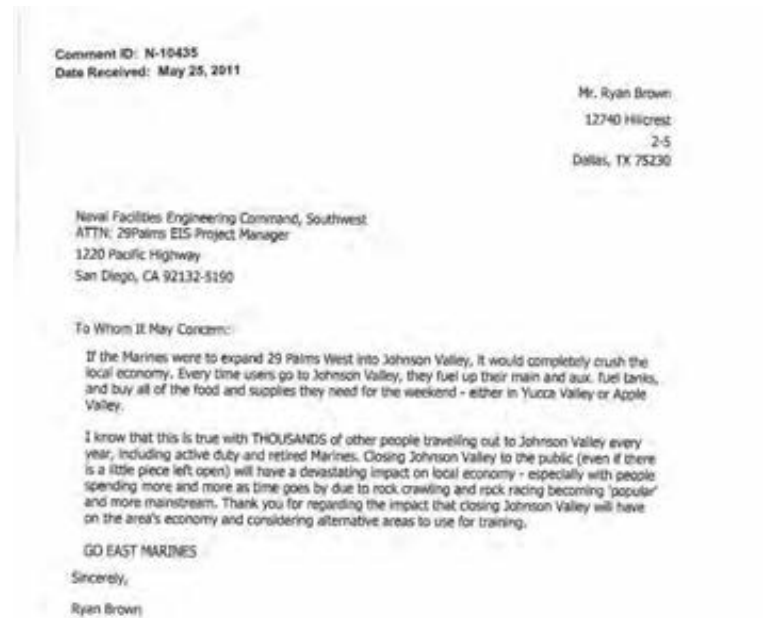 Comment ID: N-10435
Date Received: May 25, 2011
Mr. Ryan Brown
12740 Hillcrest
2-5
Dallas, TX 75230
Naval Facilities Engineering Command, Southwest
ATTN: 29Palms EIS Project Manager
1220 Pacific Highway
San Diego, CA 92132-5190
To Whom It May Concern:
If the Marines were to expand 29 Palms West into Johnson Valley, it would completely crush the
local economy. Every time users go to Johnson Valley, they fuel up their main and aux. fuel tanks,
and buy all of the food and supplies they need for the weekend - either in Yucca Valley or Apple
Valley.
I know that this is true with THOUSANDS of other people travelling out to Johnson Valley every
year, including active duty and retired Marines. Closing Johnson Valley to the public (even if there
is a little piece left open) will have a devastating impact on local economy - especially with people
spending more and more as time goes by due to rock crawling and rock racing becoming 'popular'
and more mainstream. Thank you for regarding the impact that closing Johnson Valley will have
on the area's economy and considering alternative areas to use for training.
GO EAST MARINES
Sincerely,
Ryan Brown